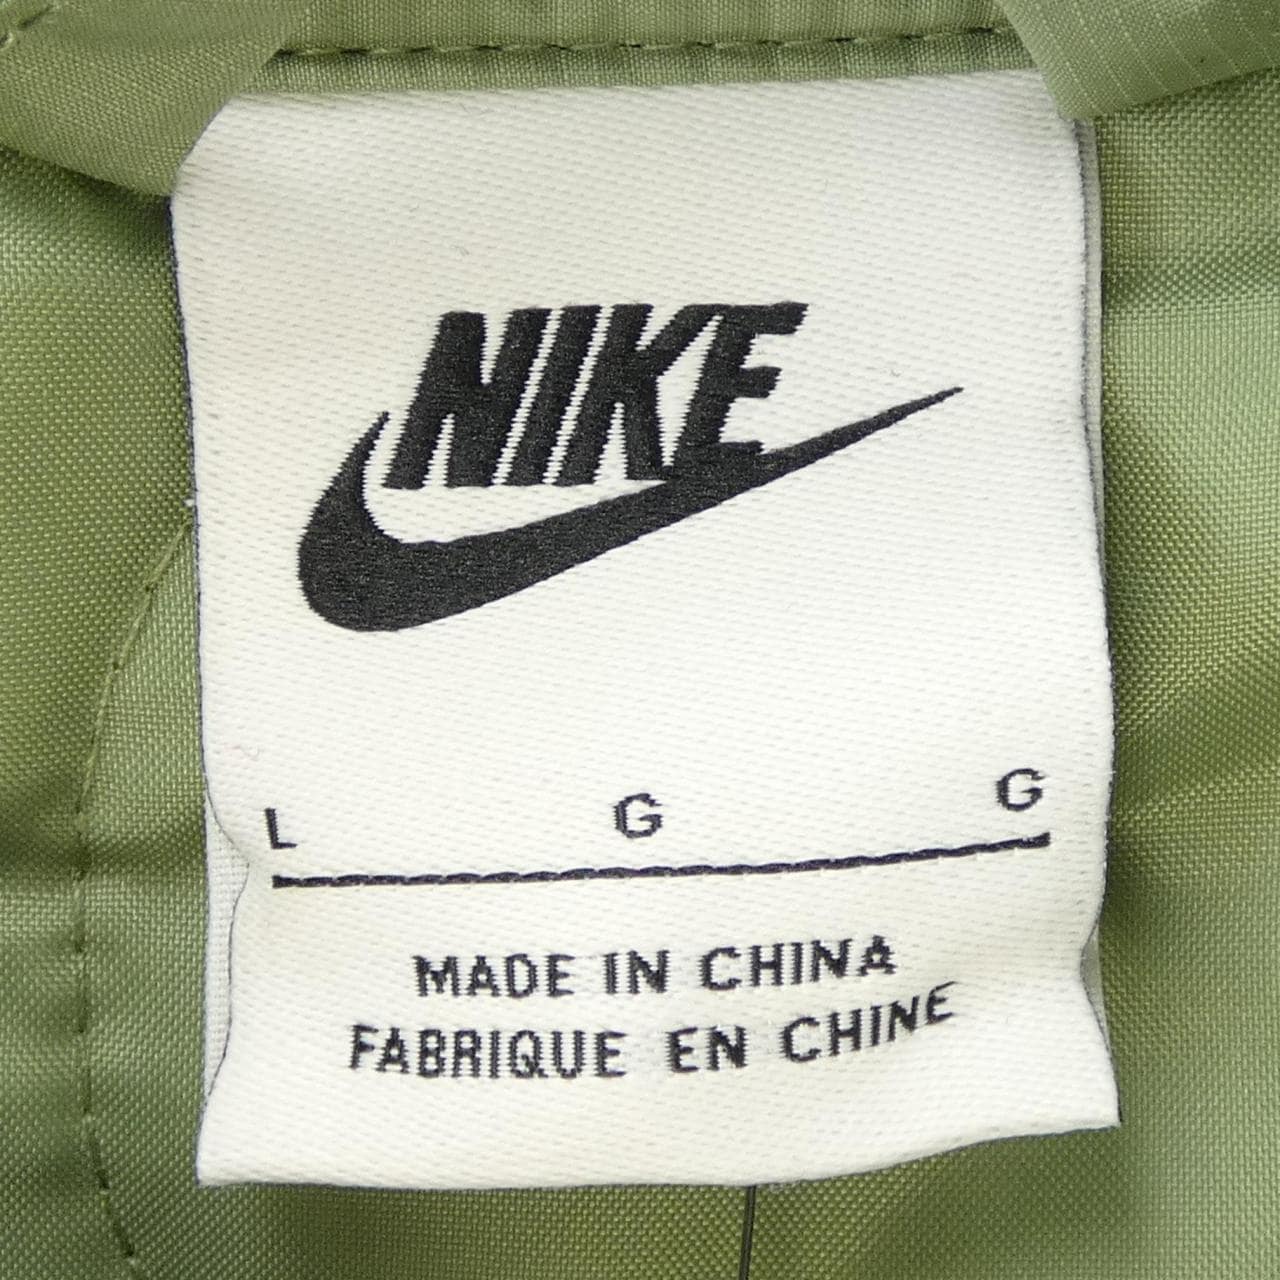 NIKE
L G G
MADE IN CHINA
FABRIQUE EN CHINE